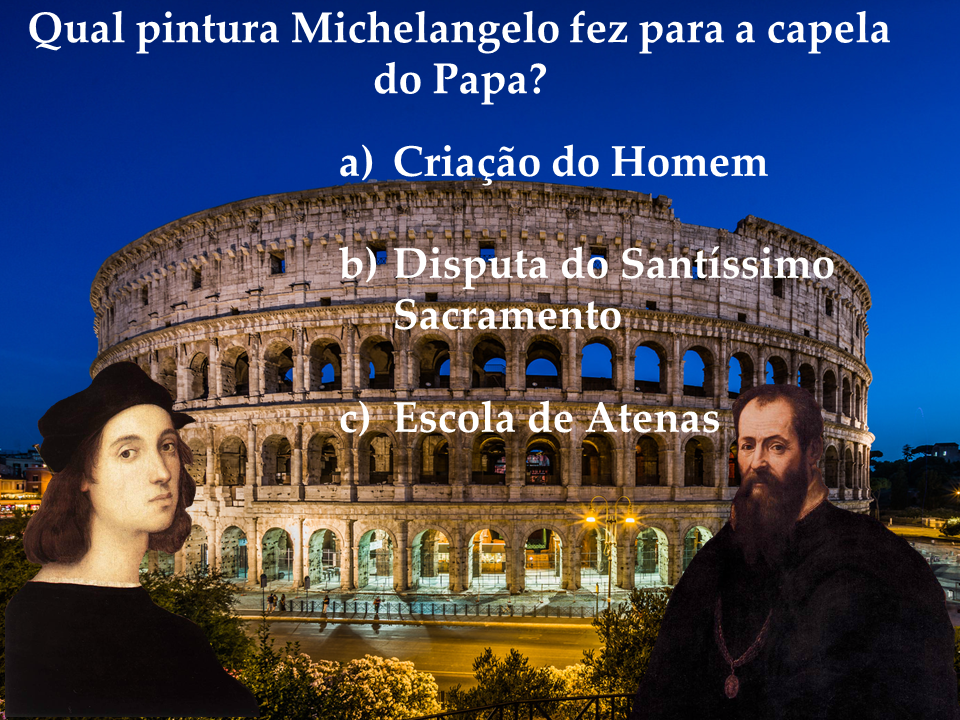 Qual pintura Michelangelo fez para a capela
do Papa?
a) Criação do Homem
b) Disputa do Santíssimo
Sacramento
c) Escola de Atenas